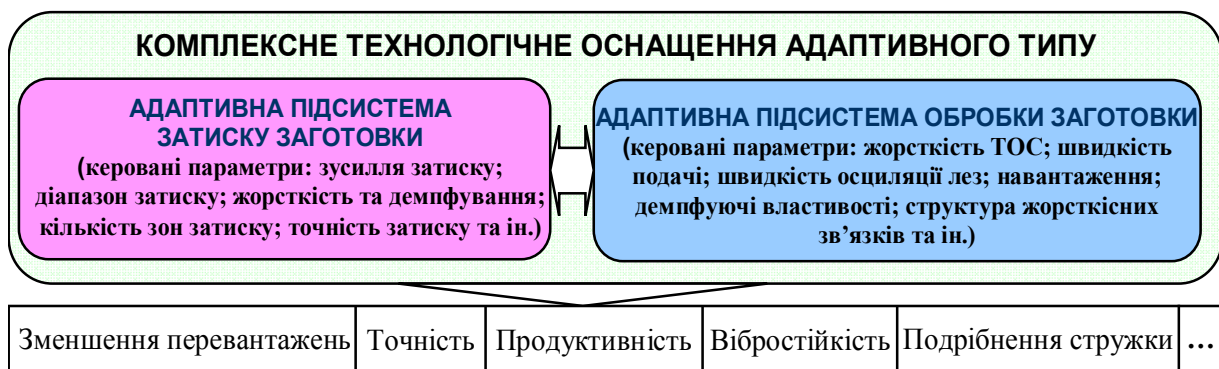 КОМПЛЕКСНЕ ТЕХНОЛОГІЧНЕ ОСНАЩЕННЯ АДАПТИВНОГО ТИПУ
АДАПТИВНА ПІДСИСТЕМА
ЗАТИСКУ ЗАГОТОВКИ
(керовані параметри: зусилля затиску;
діапазон затиску; жорсткість та демпфування;
кількість зон затиску; точність затиску та ін.)
АДАПТИВНА ПІДСИСТЕМА ОБРОБКИ ЗАГОТОВКИ
(керовані параметри: жорсткість ТОС; швидкість
подачі; швидкість осциляції лез; навантаження;
демпфуючі властивості; структура жорсткісних
зв’язків та ін.)
Зменшення перевантажень Точність Продуктивність Вібростійкість Подрібнення стружки ...